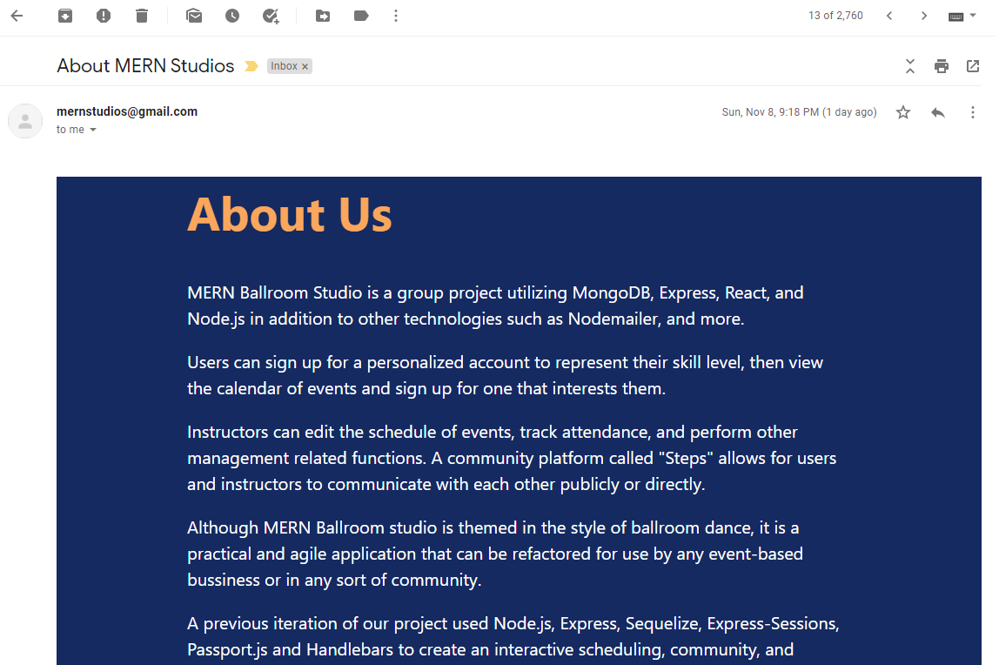 13 of 2,760
About MERN Studios
Inbox x
mernstudios@gmail.com
Sun, Nov 8, 9:18 PM (1 day ago)
to me
About Us
MERN Ballroom Studio is a group project utilizing MongoDB, Express, React, and
Node.js in addition to other technologies such as Nodemailer, and more.
Users can sign up for a personalized account to represent their skill level, then view
the calendar of events and sign up for one that interests them.
Instructors can edit the schedule of events, track attendance, and perform other
management related functions. A community platform called "Steps" allows for users
and instructors to communicate with each other publicly or directly.
Although MERN Ballroom studio is themed in the style of ballroom dance, it is a
practical and agile application that can be refactored for use by any event-based
bussiness or in any sort of community.
A previous iteration of our project used Node.js, Express, Sequelize, Express-Sessions,
Passport.js and Handlebars to create an interactive scheduling, community, and